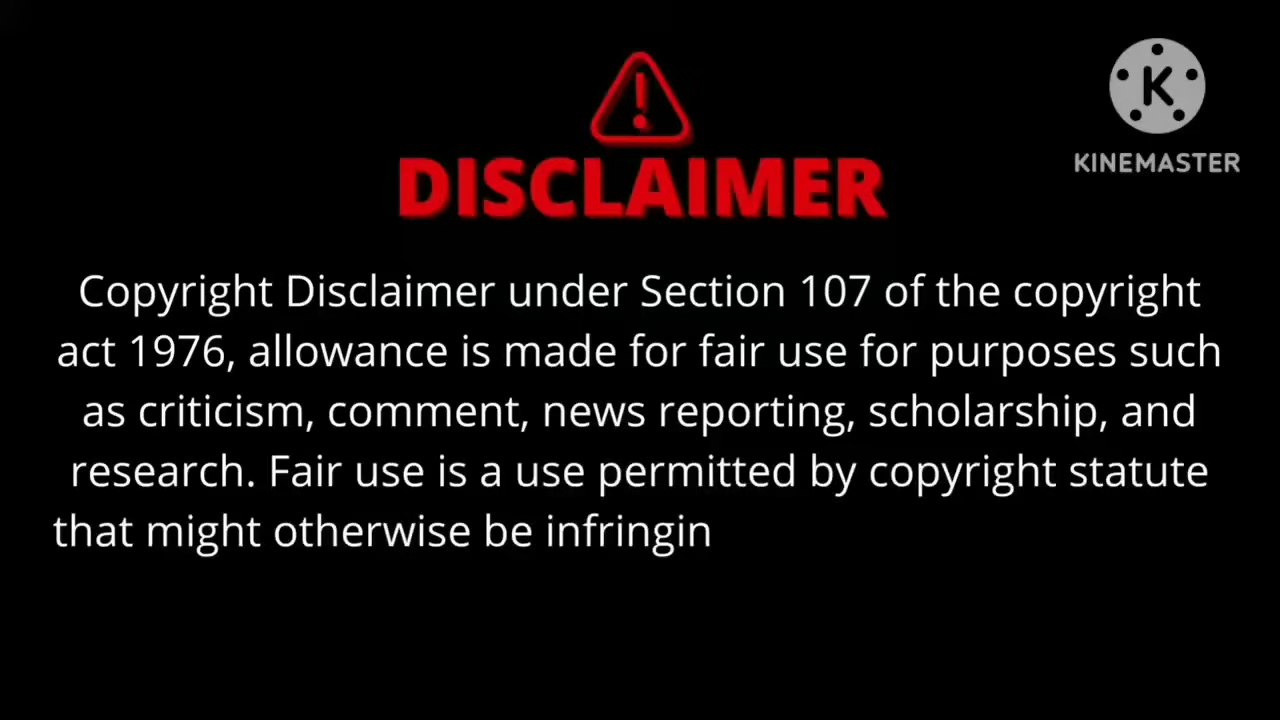 K
KINEMASTER
DISCLAIMER
Copyright Disclaimer under Section 107 of the copyright
act 1976, allowance is made for fair use for purposes such
as criticism, comment, news reporting, scholarship, and
research. Fair use is a use permitted by copyright statute
that might otherwise be infringin